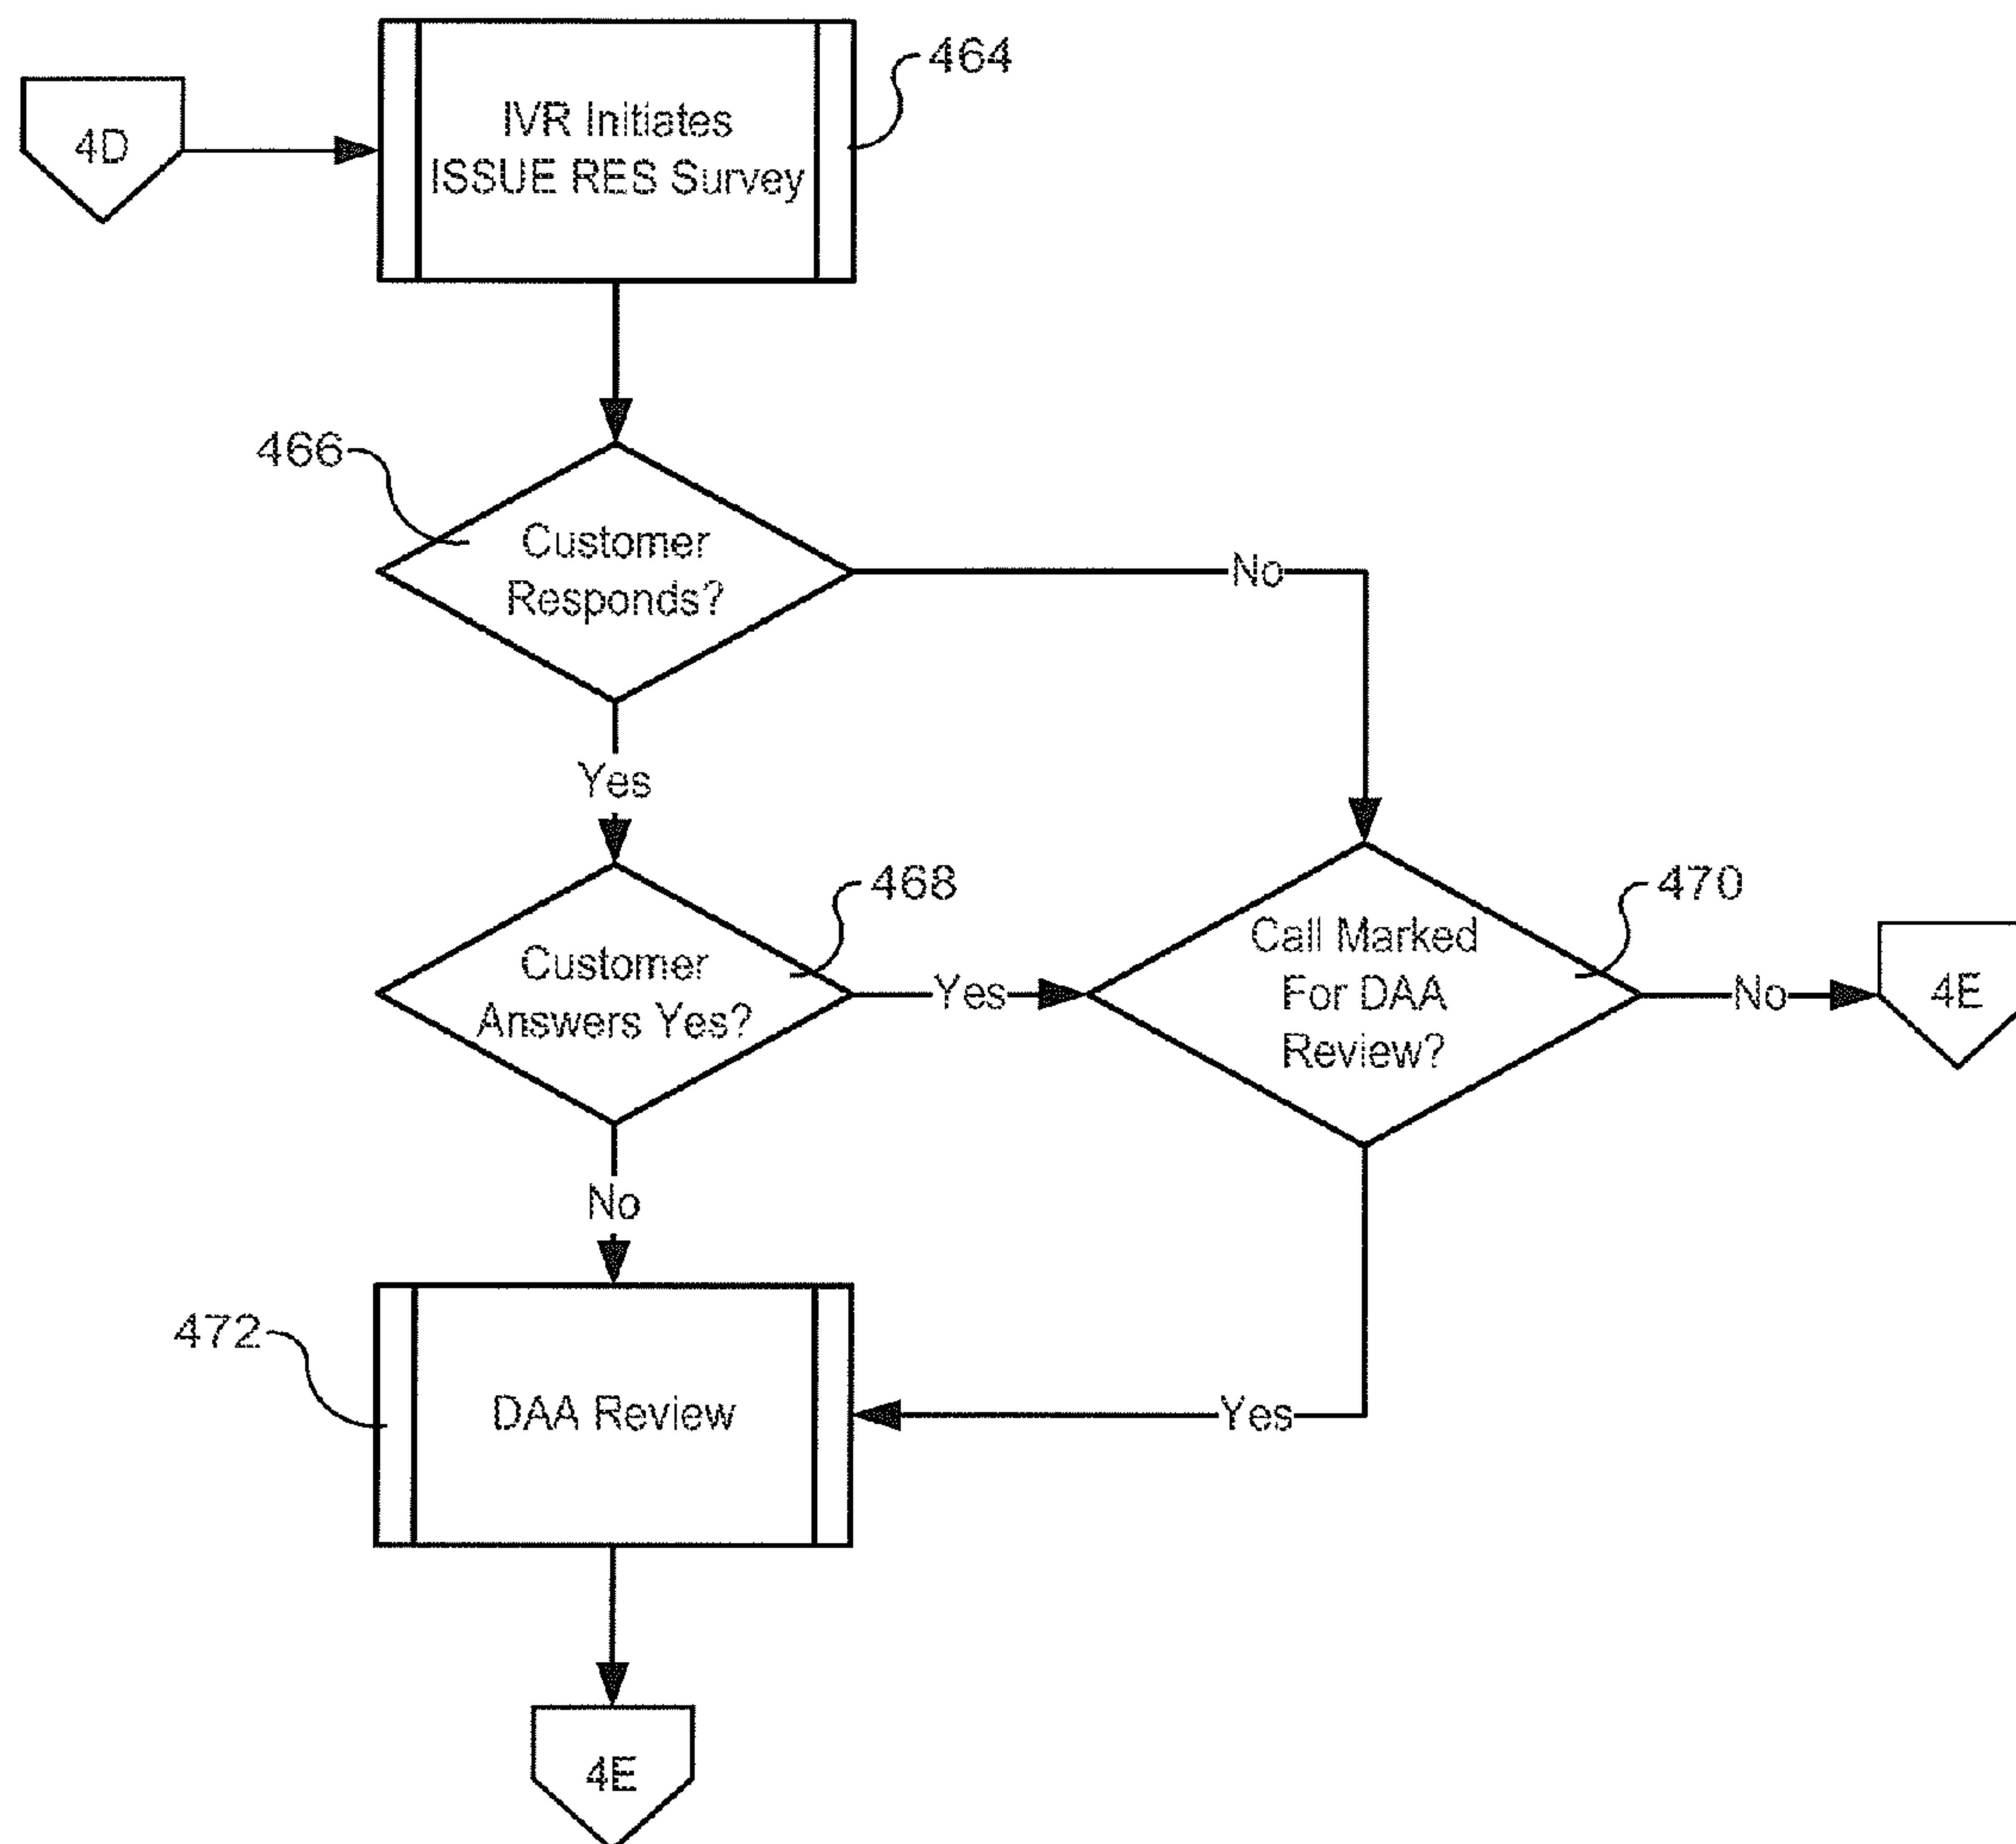 464
4D
IVR Initiates
ISSUE RES Survey
466
Customer
Responds?
No
Yes
468
Customer
Answers Yes?
Yes
470
Call Marked
For DAA
Review?
No
4E
No
472
DAA Review
Yes
4E